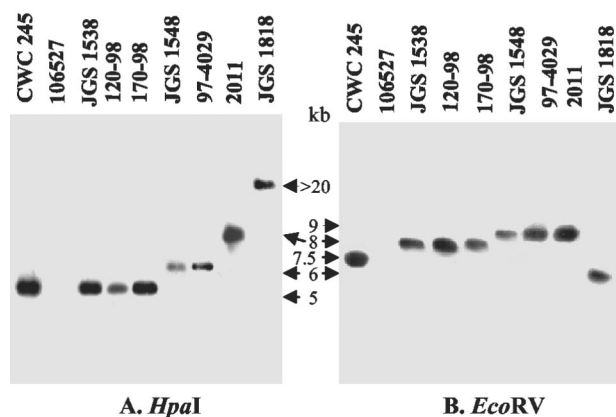 CWC 245
106527
JGS 1538
120-98
170-98
JGS 1548
97-4029
2011
JGS 1818
kb
CWC 245
106527
JGS 1538
120-98
170-98
JGS 1548
97-4029
2011
JGS 1818
>20
9
8
7.5
6
5
A. HpaI
B. EcoRV